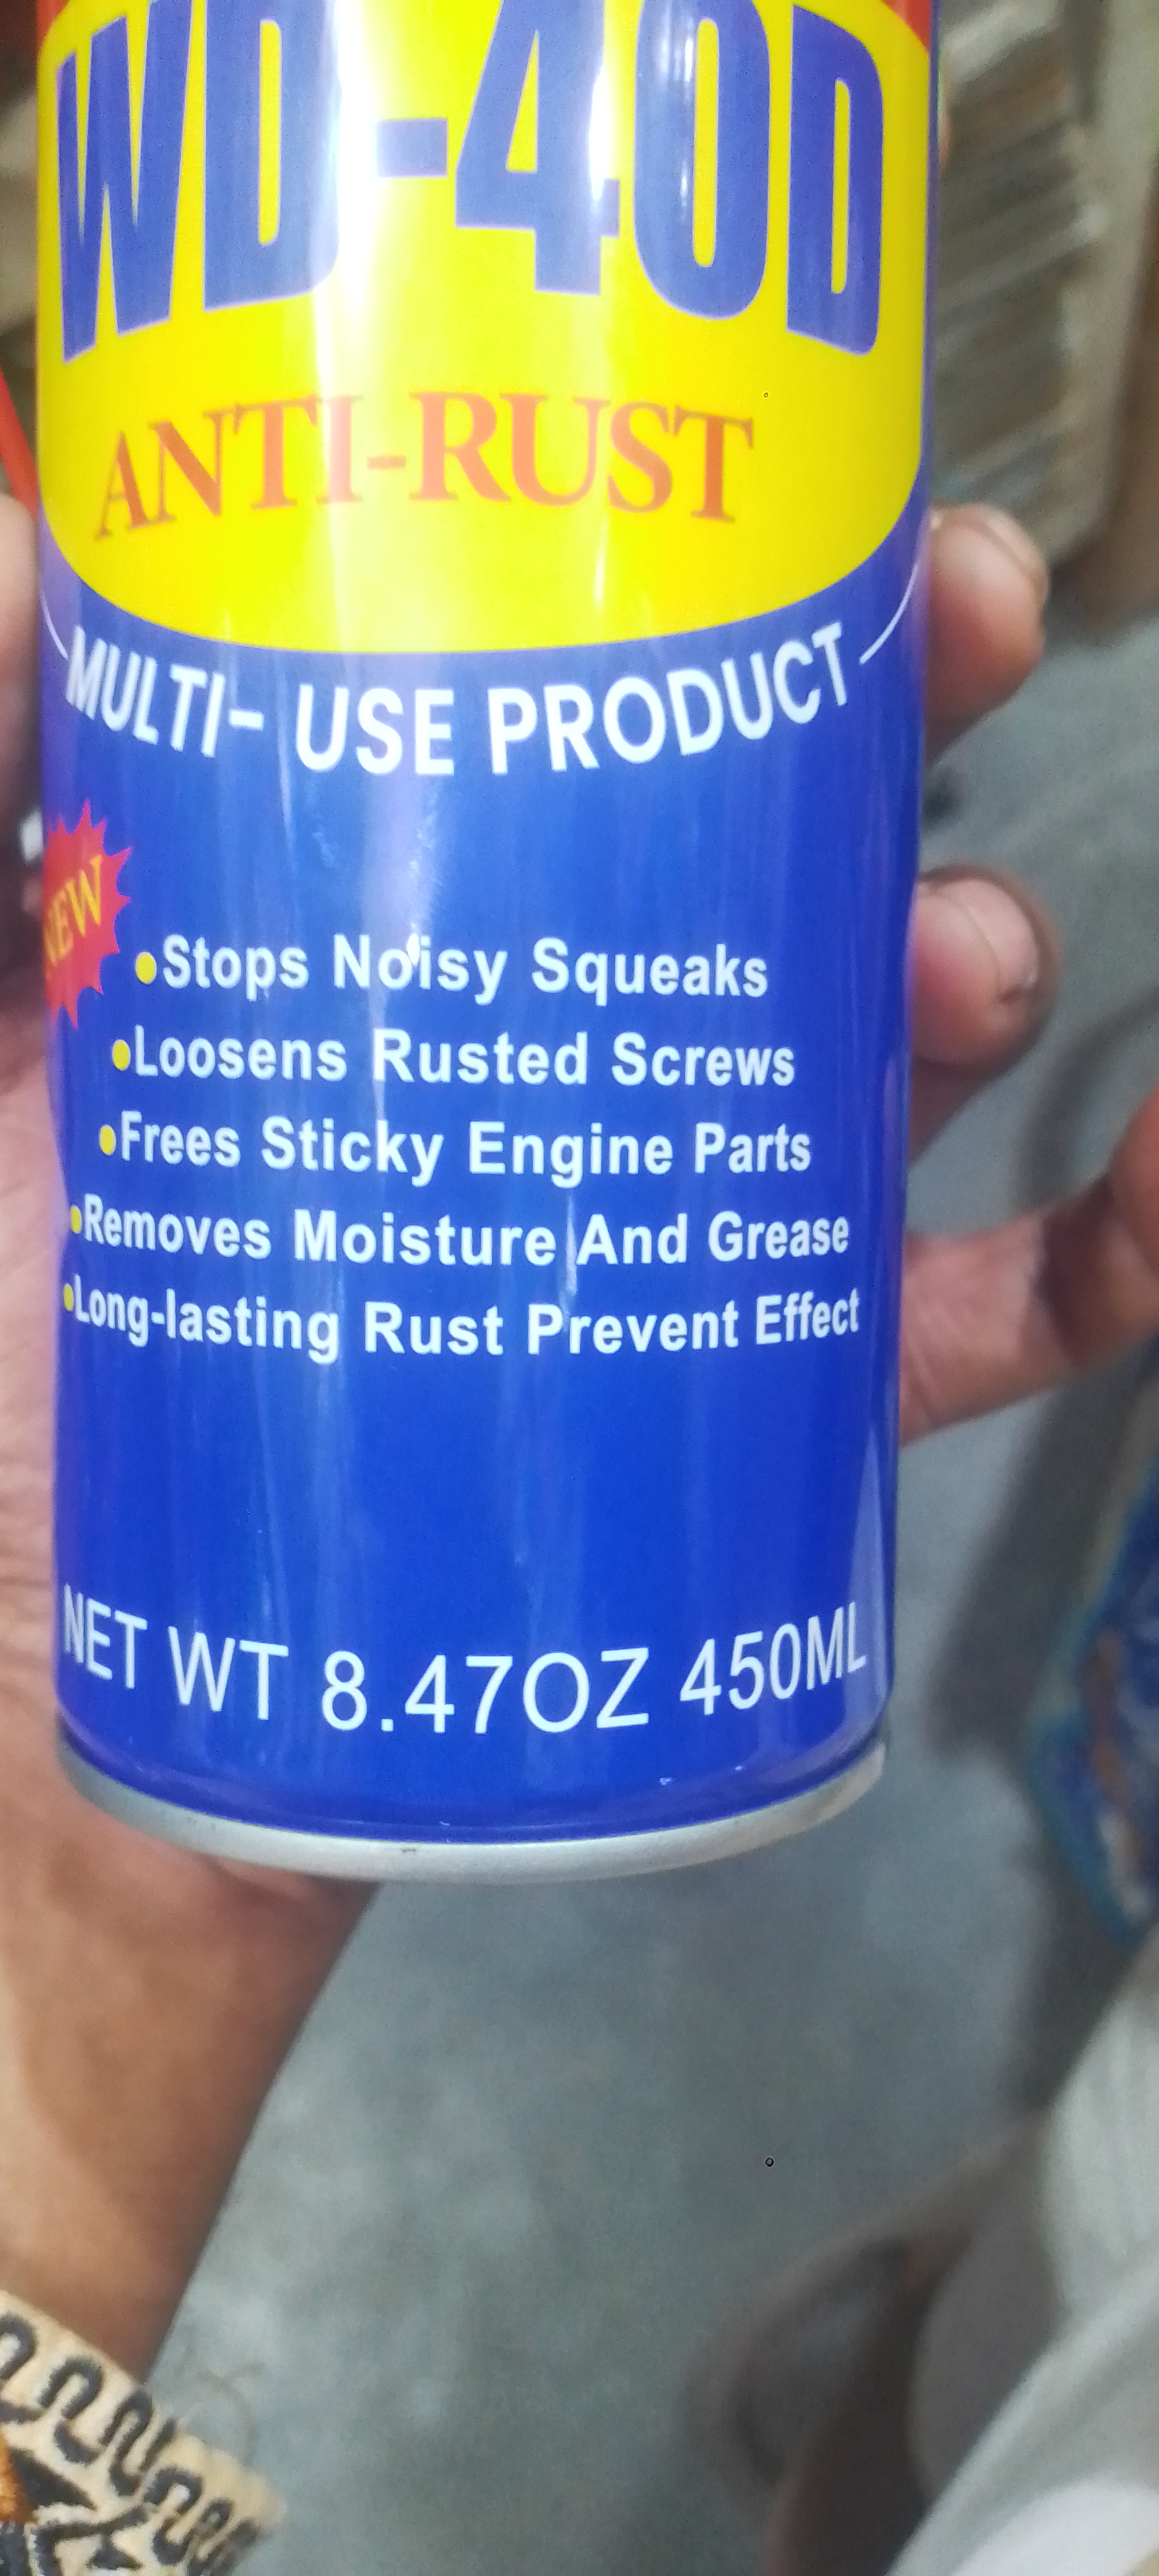 WD-40D
ANTI-RUST
MULTI- USE PRODUCT
NEW
•Stops Noisy Squeaks
•Loosens Rusted Screws
•Frees Sticky Engine Parts
•Removes Moisture And Grease
•Long-lasting Rust Prevent Effect
NET WT 8.47OZ 450ML